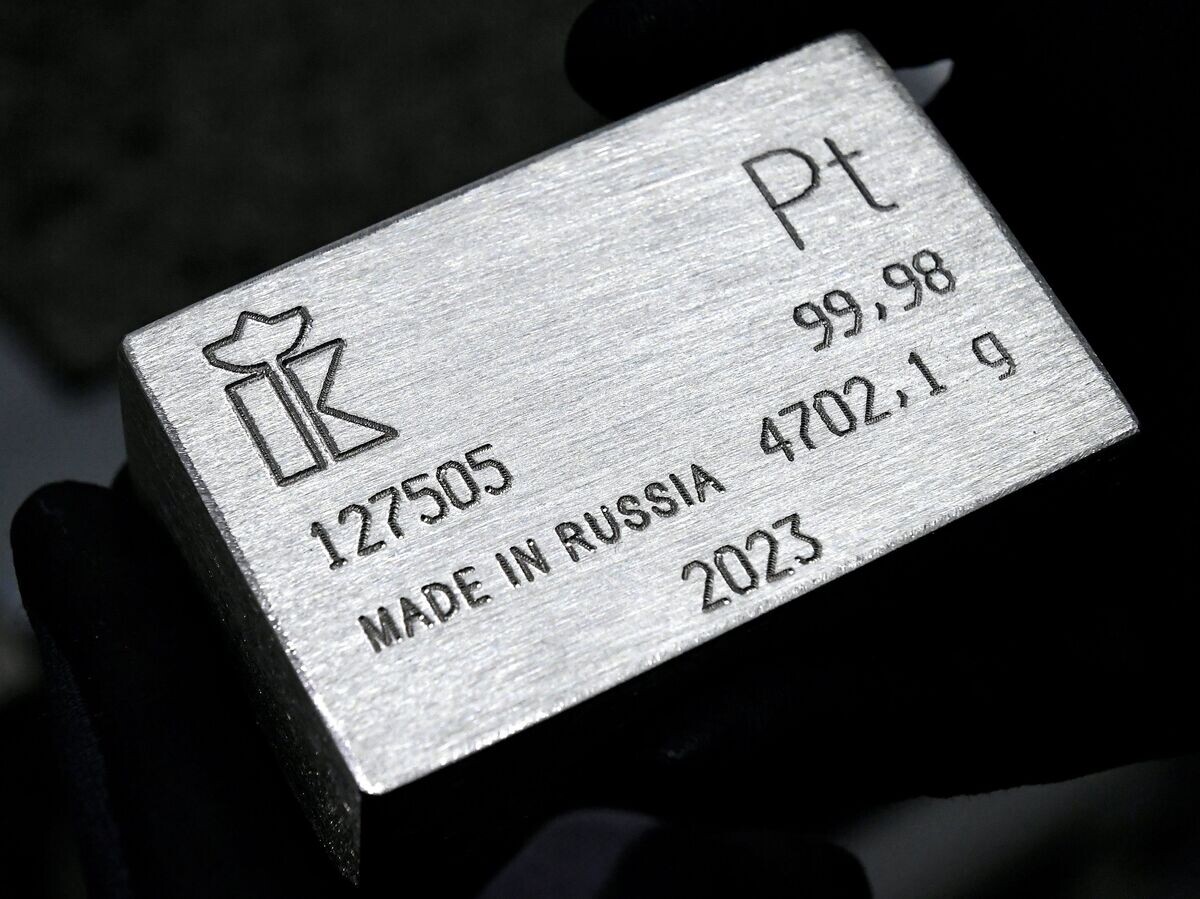 Pt
99,98
127505 4702,1 g
MADE IN RUSSIA
2023